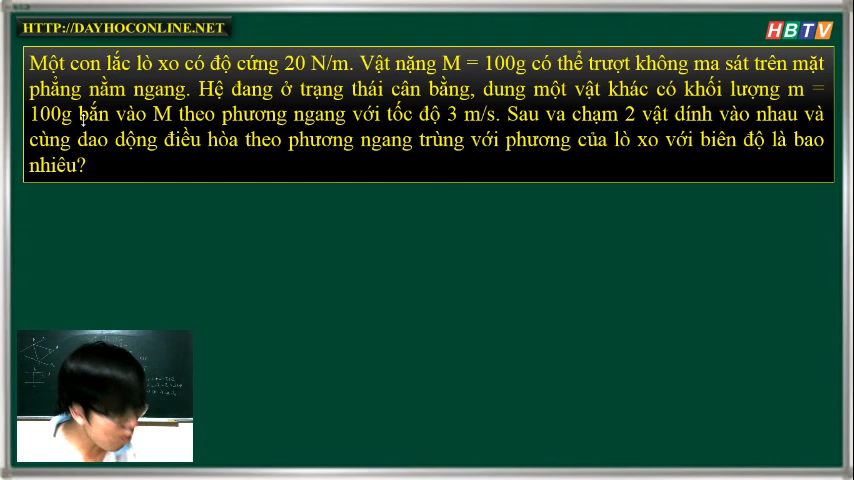 HTTP://DAYHOCONLINE.NET
HBTV
Một con lắc lò xo có độ cứng 20 N/m. Vật nặng M = 100g có thể trượt không ma sát trên mặt
phẳng nằm ngang. Hệ đang ở trạng thái cân bằng, dung một vật khác có khối lượng m =
100g bắn vào M theo phương ngang với tốc độ 3 m/s. Sau va chạm 2 vật dính vào nhau và
cùng dao động điều hòa theo phương ngang trùng với phương của lò xo với biên độ là bao
nhiêu?